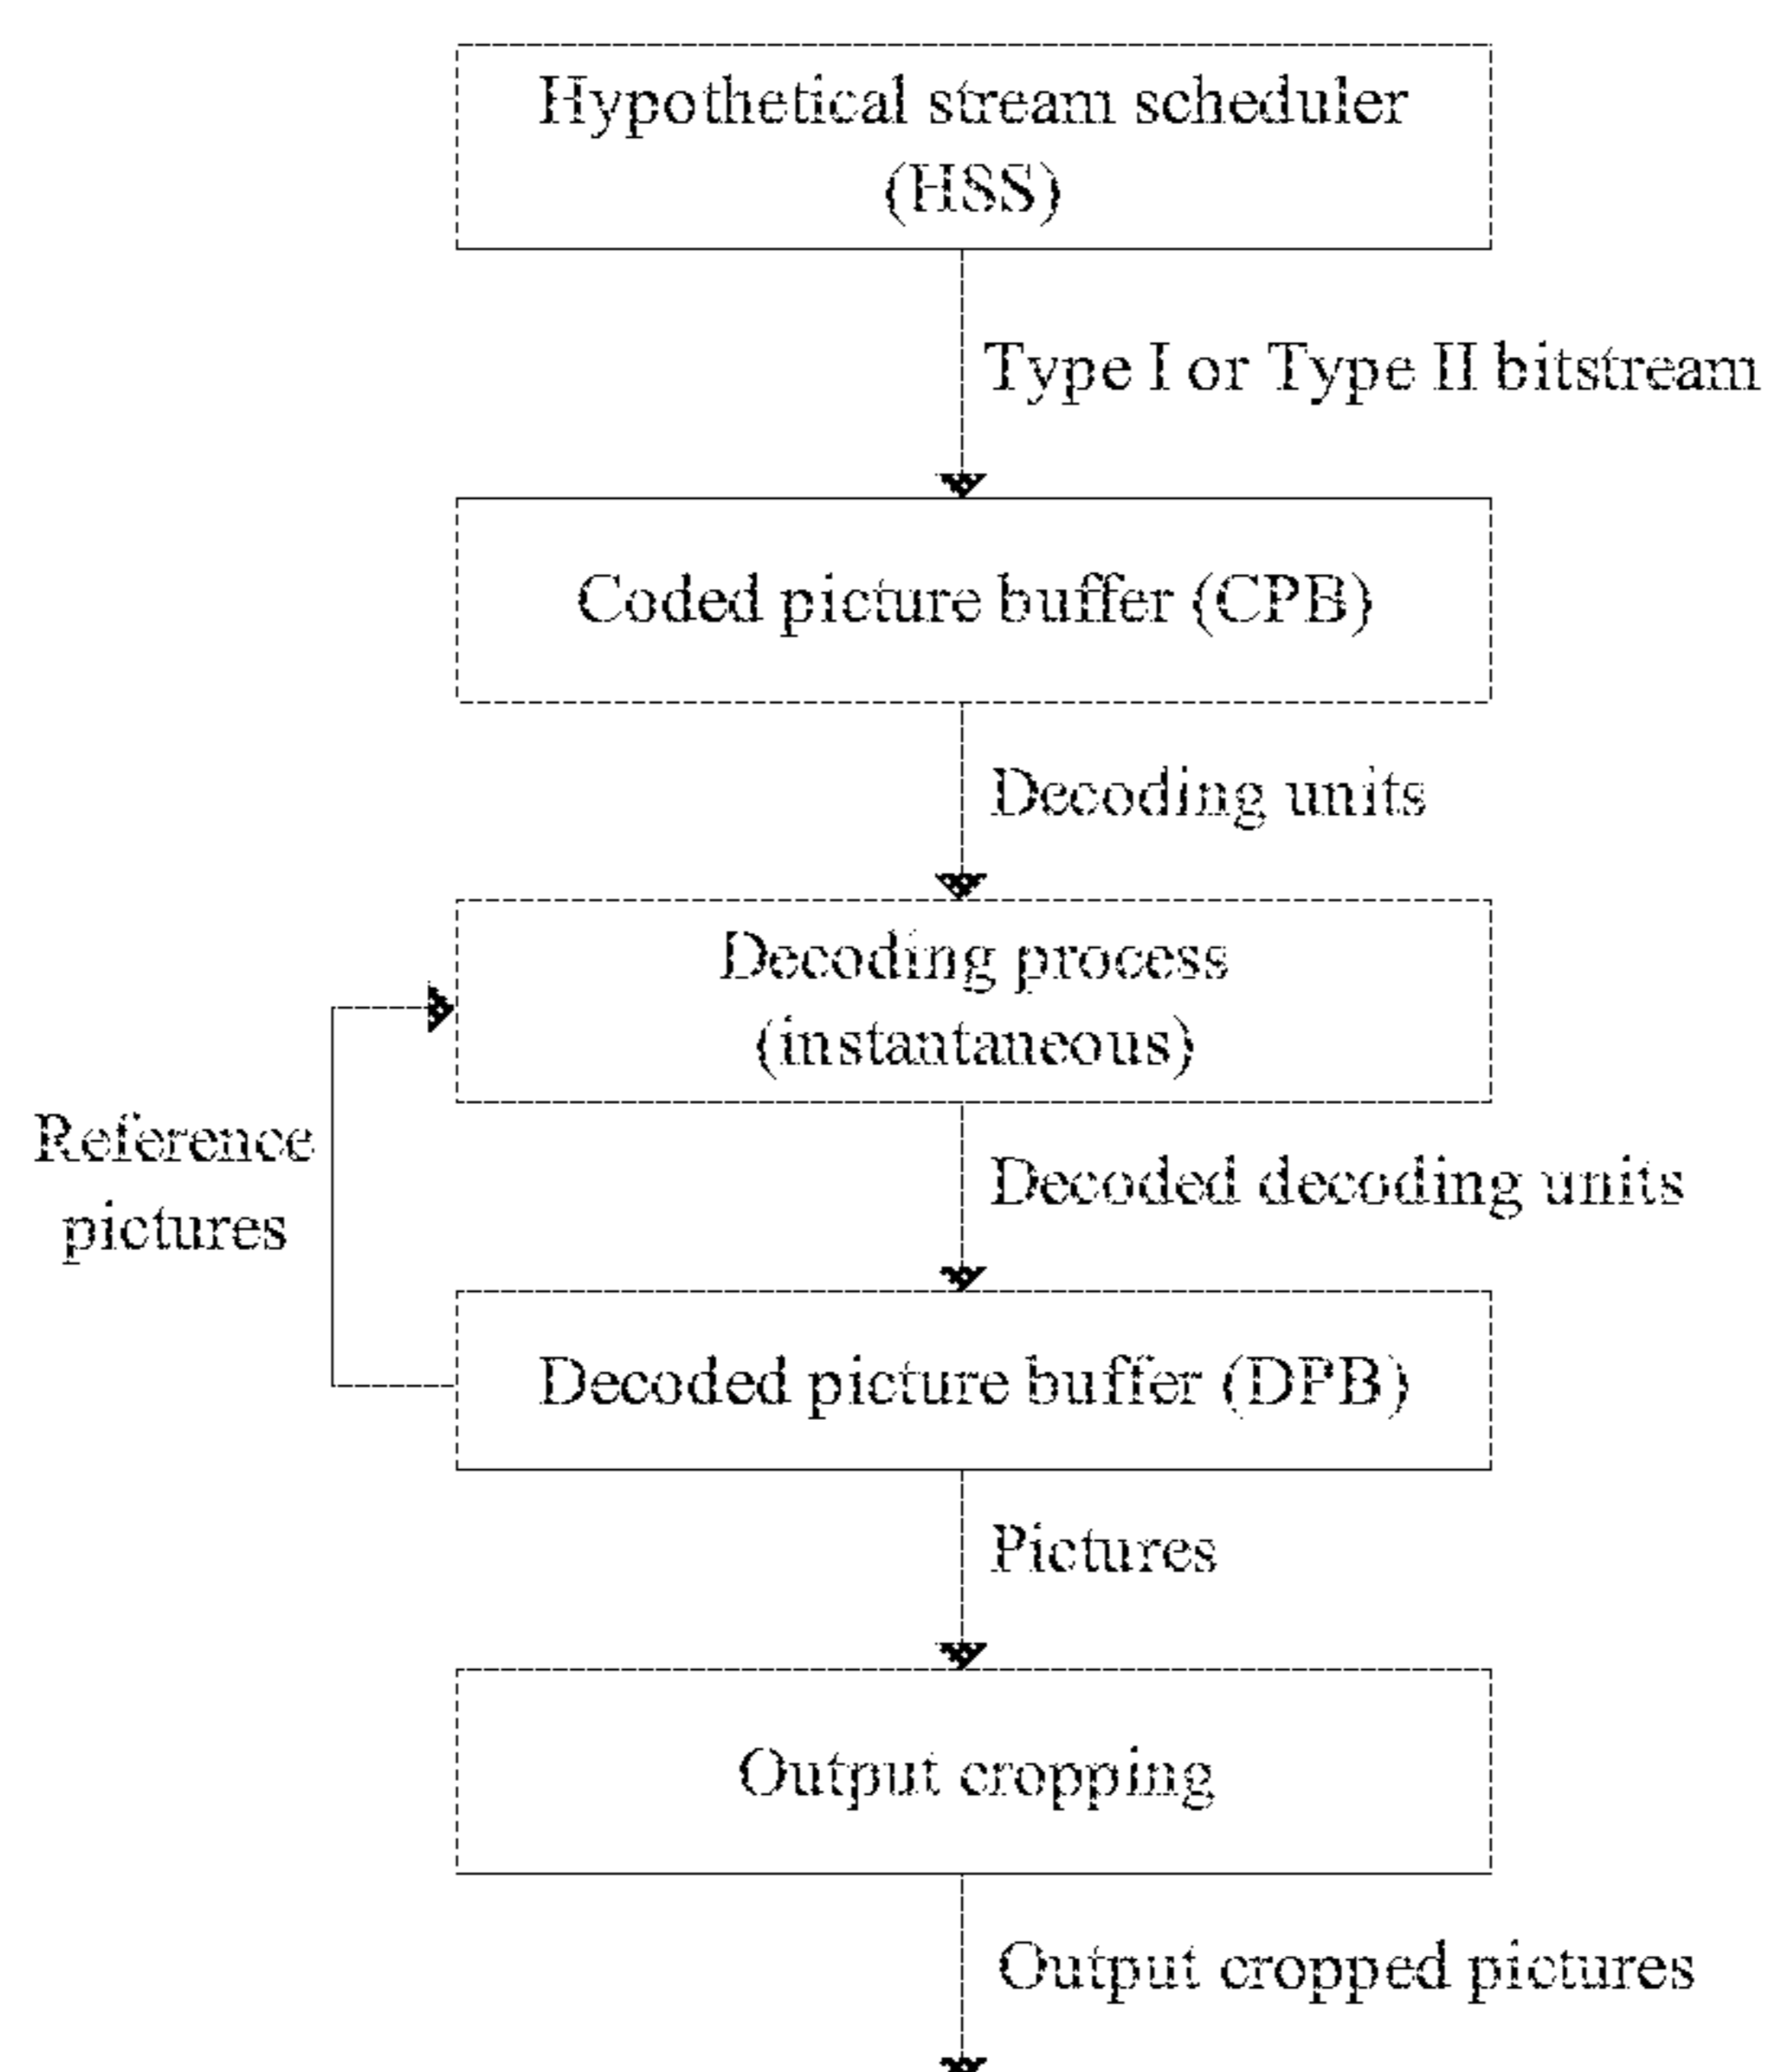 Hypothetical stream scheduler
(HSS)
Type I or Type II bitstream
Coded picture buffer (CPB)
Decoding units
Decoding process
(instantaneous)
Reference
pictures
Decoded decoding units
Decoded picture buffer (DPB)
Pictures
Output cropping
Output cropped pictures